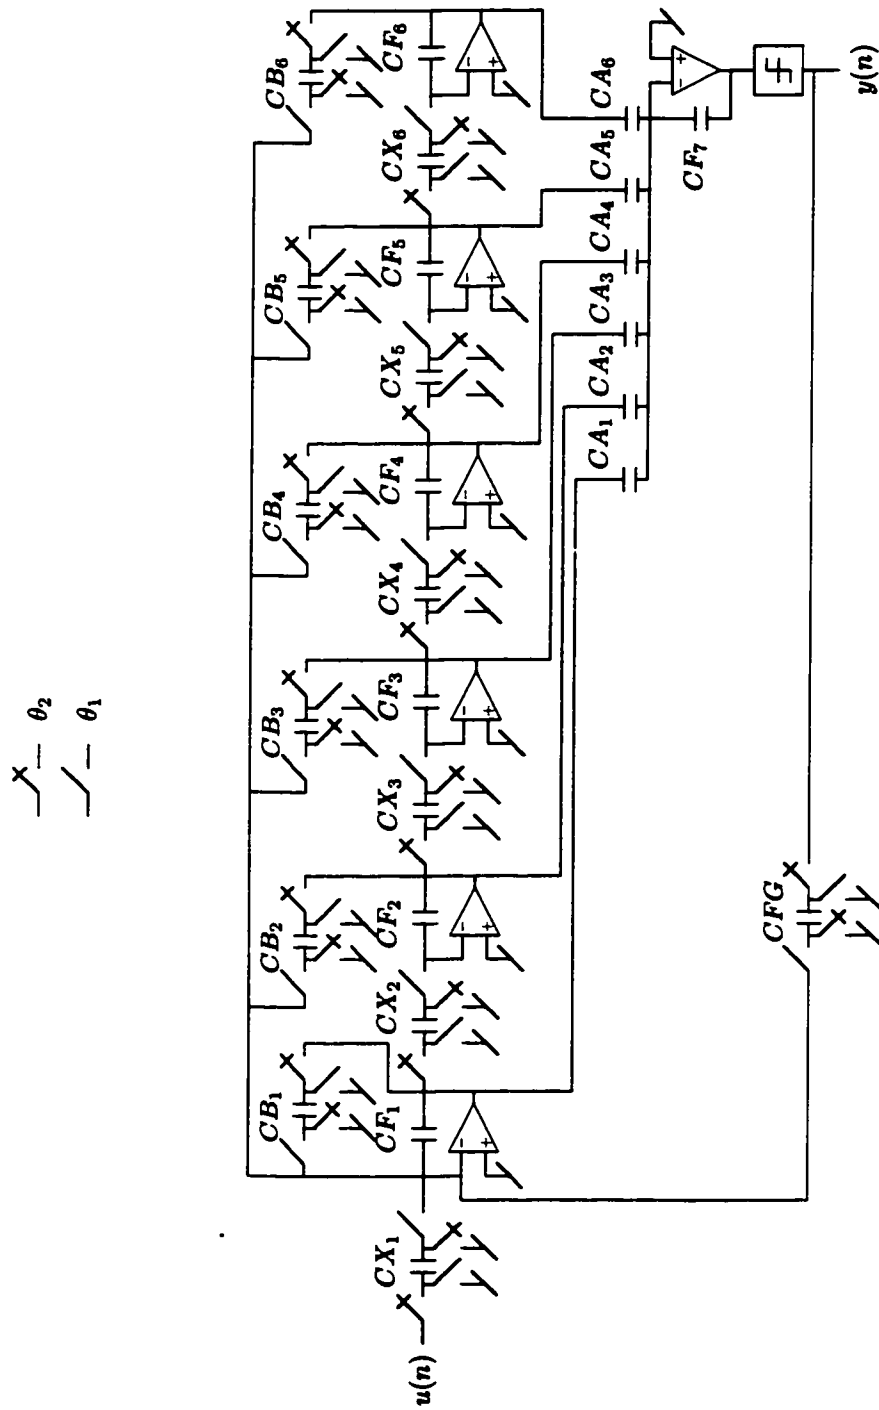 θ₂
θ₁
CB₁ CB₂ CB₃ CB₄ CB₅ CB₆
u(n) CX₁ CF₁ CX₂ CF₂ CX₃ CF₃ CX₄ CF₄ CX₅ CF₅ CX₆ CF₆
- + - + - + - + - + - +
CA₁ CA₂ CA₃ CA₄ CA₅ CA₆
- +
CF₇
CFG
y(n)